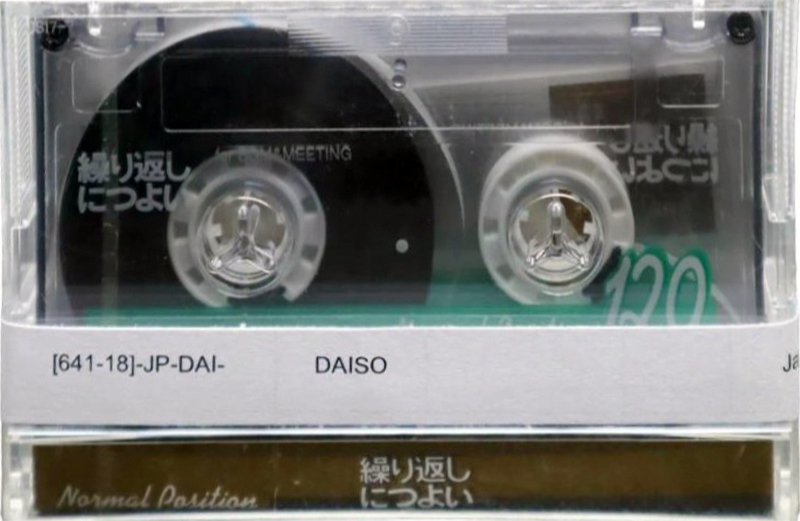 繰り返し
につよい
&MEETING
120
[641-18]-JP-DAI- DAISO
繰り返し
につよい
Normal Position